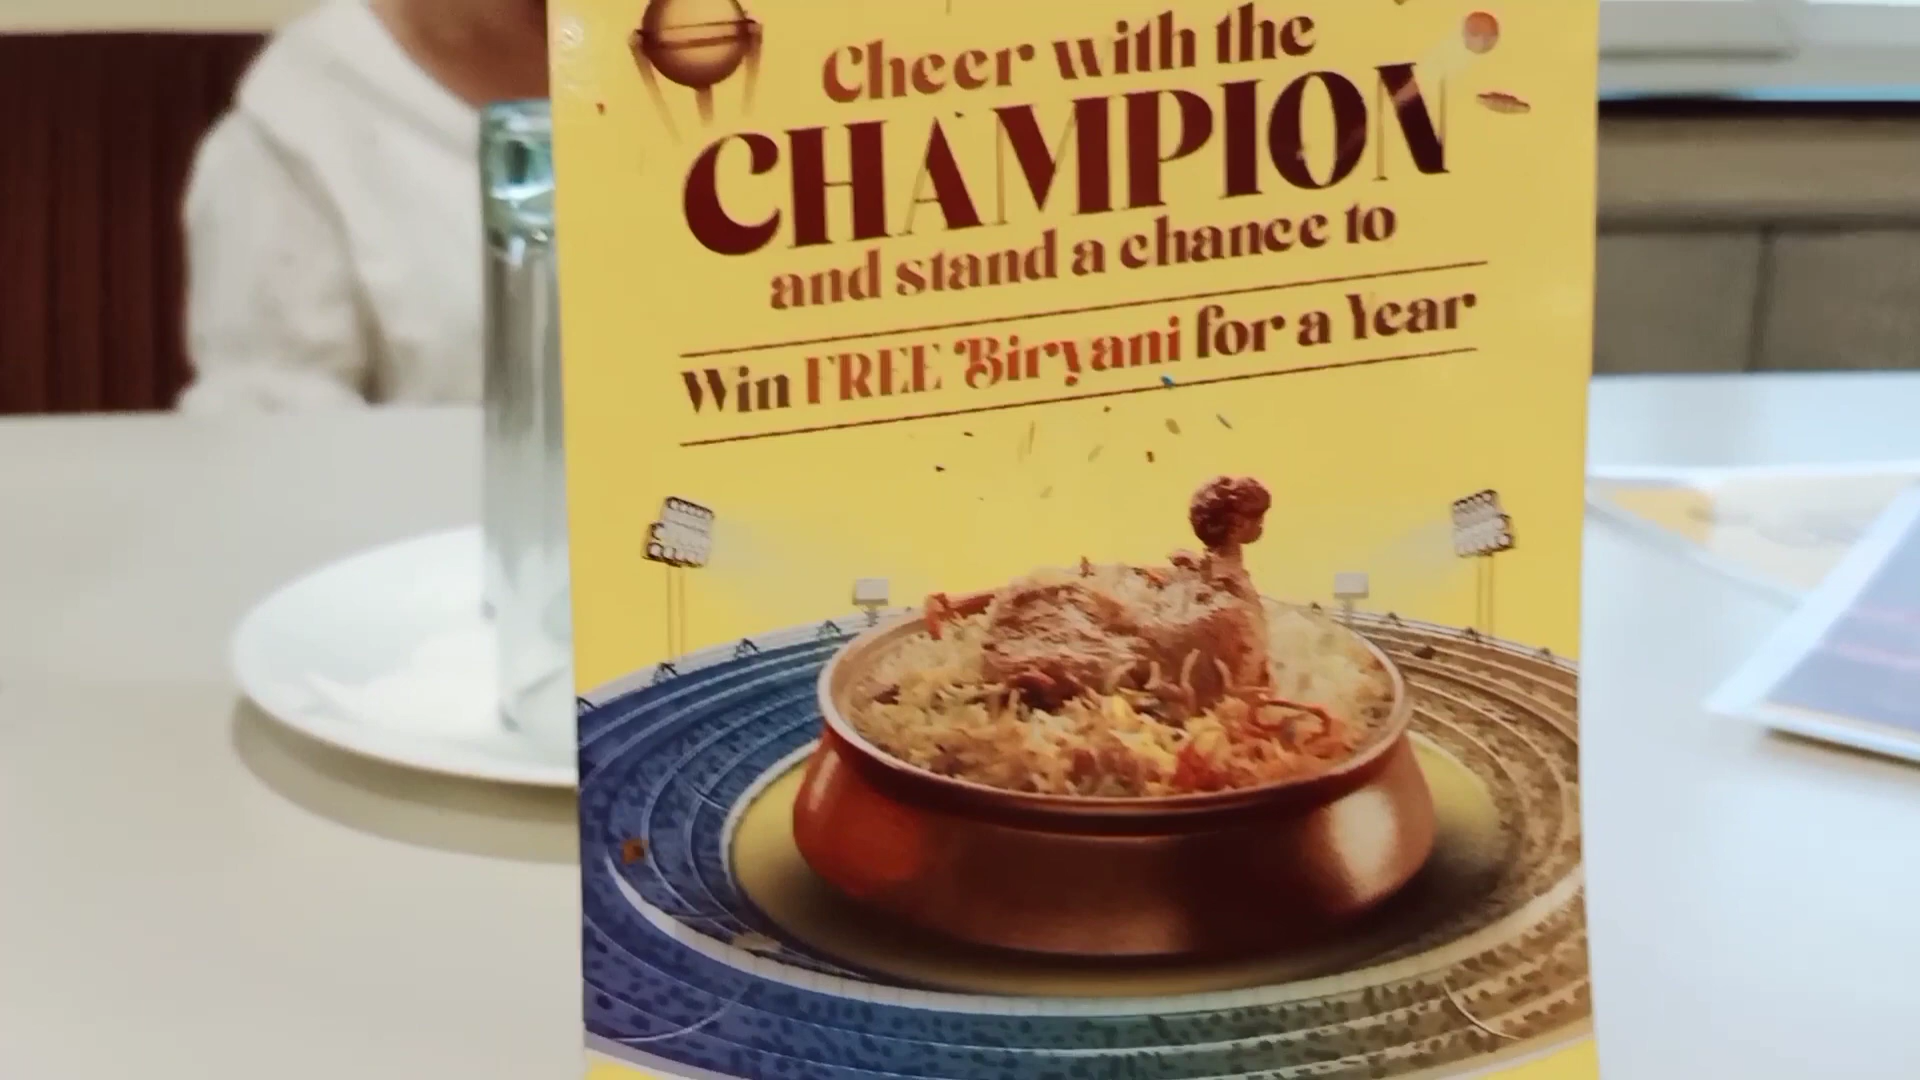 Cheer with the
CHAMPION
and stand a chance to
Win FREE Biryani for a Year